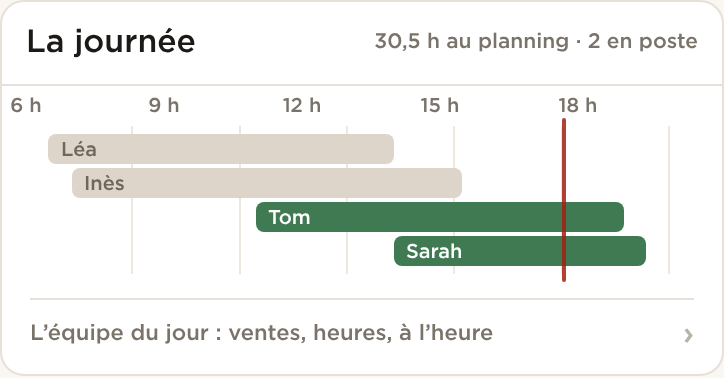 La journée
30,5 h au planning · 2 en poste
6 h 9 h 12 h 15 h 18 h
Léa
Inès
Tom
Sarah
L’équipe du jour : ventes, heures, à l’heure